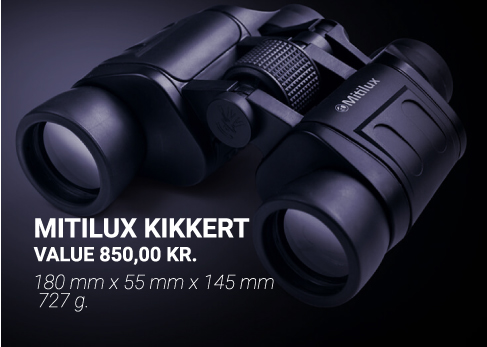 Mitilux
MITILUX KIKKERT
VALUE 850,00 KR.
180 mm x 55 mm x 145 mm
727 g.